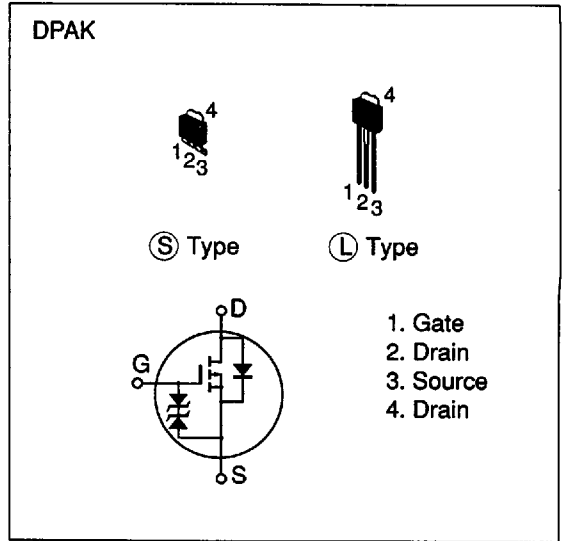 DPAK
4
1 2 3
4
1 2 3
Ⓢ Type
Ⓛ Type
D
G
S
1. Gate
2. Drain
3. Source
4. Drain